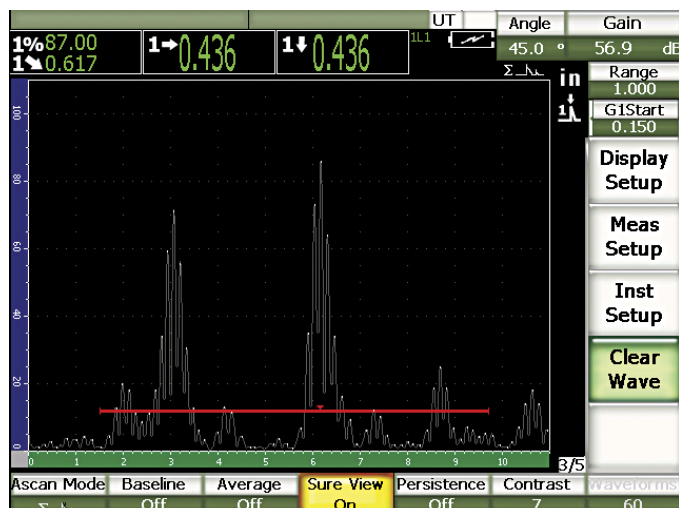 UT Angle Gain
1%87.00 1 0.436 1 0.436 1L1 45.0 ° 56.9 dB
1 0.617
in Range
1.000
1 G1Start
0.150
100
80
60
40
20
0
0 1 2 3 4 5 6 7 8 9 10
Display
Setup
Meas
Setup
Inst
Setup
Clear
Wave
3/5
Ascan Mode Baseline Average Sure View Persistence Contrast Waveforms
Off Off On Off 7 60